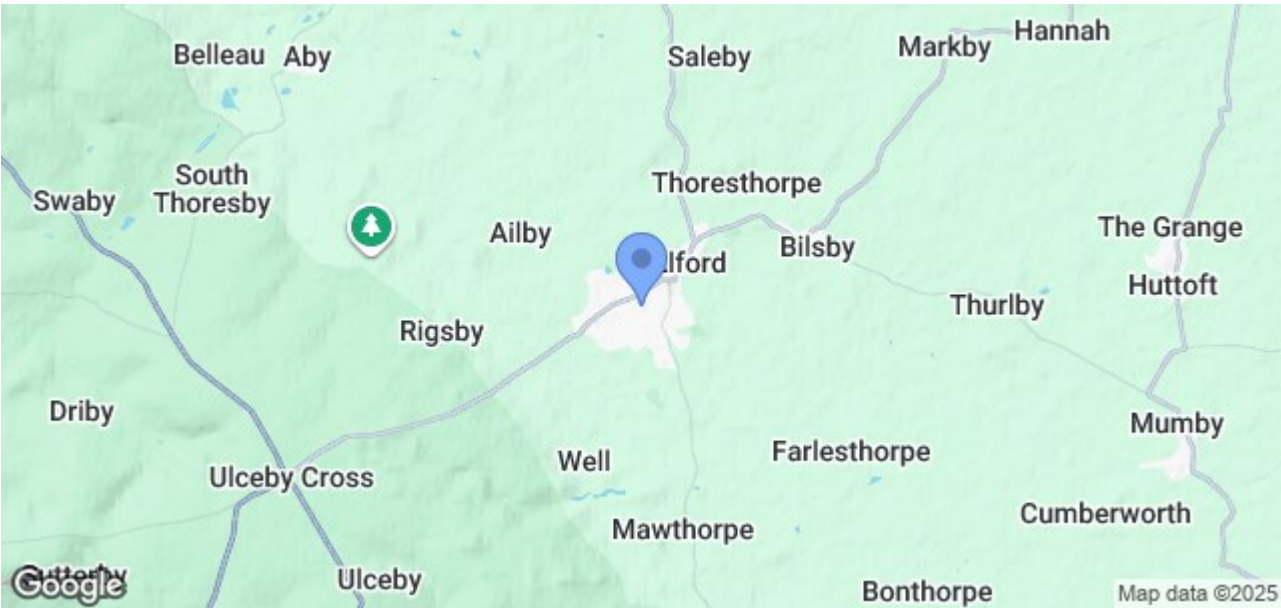 Belleau
Aby
Saleby
Markby
Hannah
South
Thoresby
Swaby
Thoresthorpe
Ailby
lford
Bilsby
The Grange
Huttoft
Thurlby
Rigsby
Driby
Mumby
Well
Farlesthorpe
Ulceby Cross
Mawthorpe
Cumberworth
Ulceby
Bonthorpe
Google
Map data ©2025